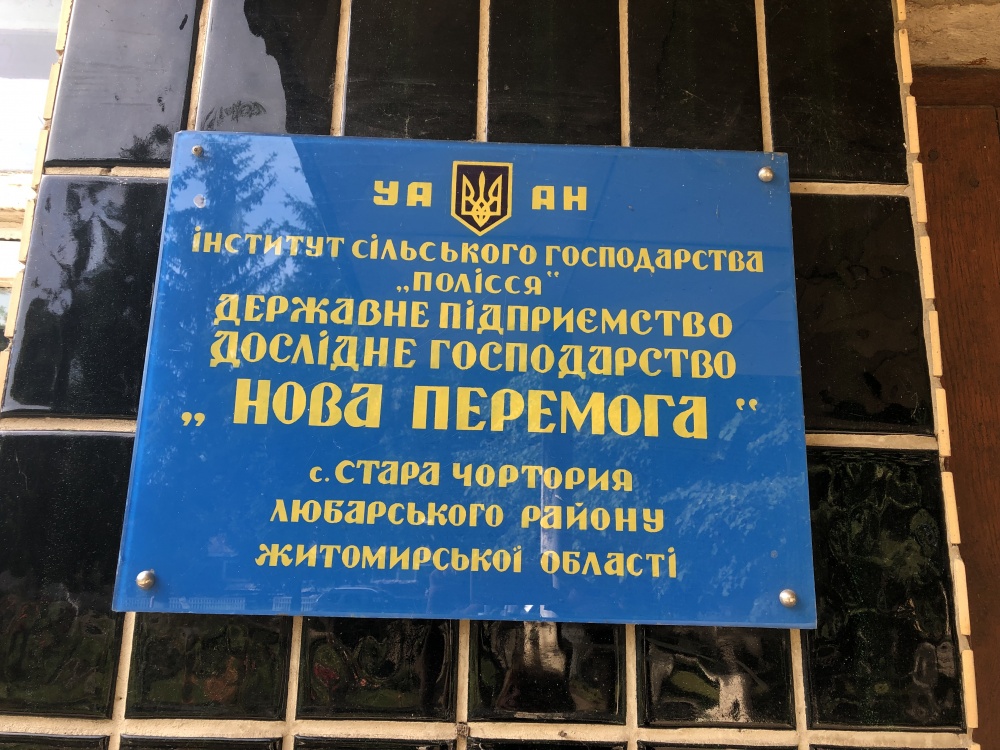 УА АН
ІНСТИТУТ СІЛЬСЬКОГО ГОСПОДАРСТВА
„ПОЛІССЯ“
ДЕРЖАВНЕ ПІДПРИЄМСТВО
ДОСЛІДНЕ ГОСПОДАРСТВО
„ НОВА ПЕРЕМОГА “
с. СТАРА ЧОРТОРИЯ
ЛЮБАРСЬКОГО РАЙОНУ
ЖИТОМИРСЬКОЇ ОБЛАСТІ